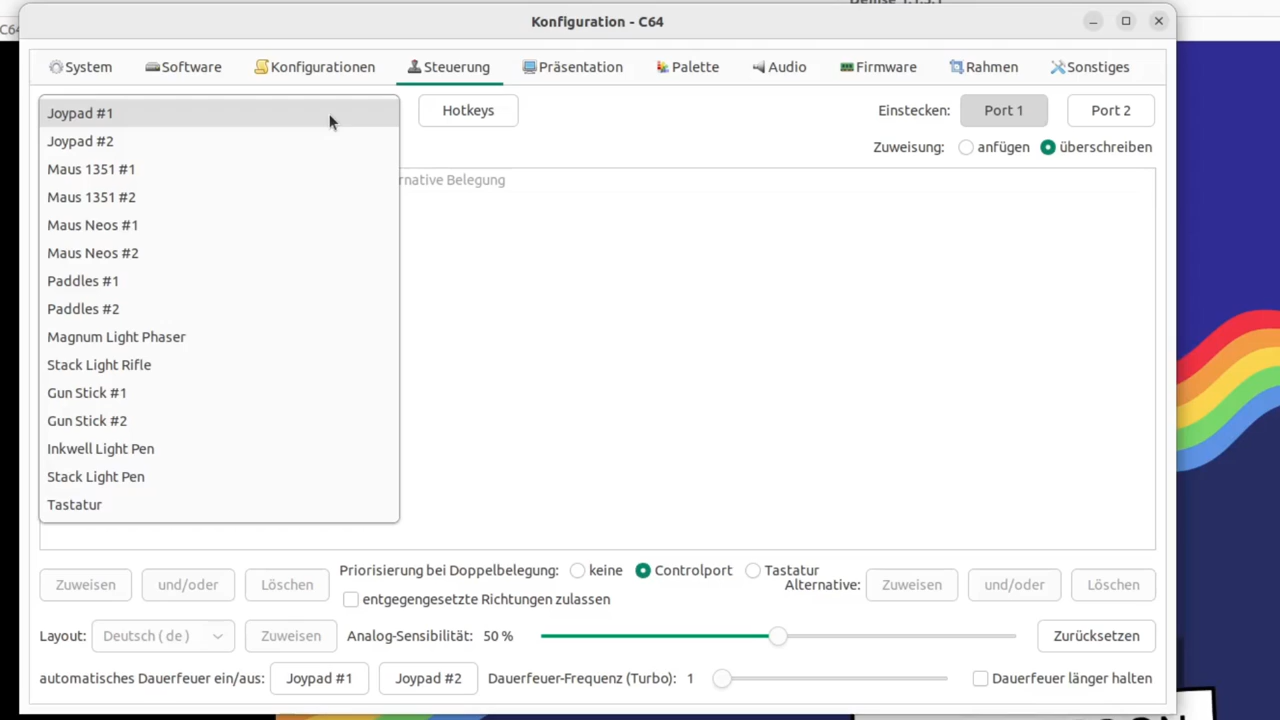 Konfiguration - C64
C64
System Software Konfigurationen Steuerung Präsentation Palette Audio Firmware Rahmen Sonstiges
Joypad #1
Hotkeys
Einstecken: Port 1 Port 2
Joypad #2
Zuweisung: anfügen überschreiben
Maus 1351 #1
rnative Belegung
Maus 1351 #2
Maus Neos #1
Maus Neos #2
Paddles #1
Paddles #2
Magnum Light Phaser
Stack Light Rifle
Gun Stick #1
Gun Stick #2
Inkwell Light Pen
Stack Light Pen
Tastatur
Zuweisen und/oder Löschen
Priorisierung bei Doppelbelegung: keine Controlport Tastatur
entgegengesetzte Richtungen zulassen
Alternative: Zuweisen und/oder Löschen
Layout: Deutsch ( de ) Zuweisen Analog-Sensibilität: 50 % Zurücksetzen
automatisches Dauerfeuer ein/aus: Joypad #1 Joypad #2 Dauerfeuer-Frequenz (Turbo): 1 Dauerfeuer länger halten